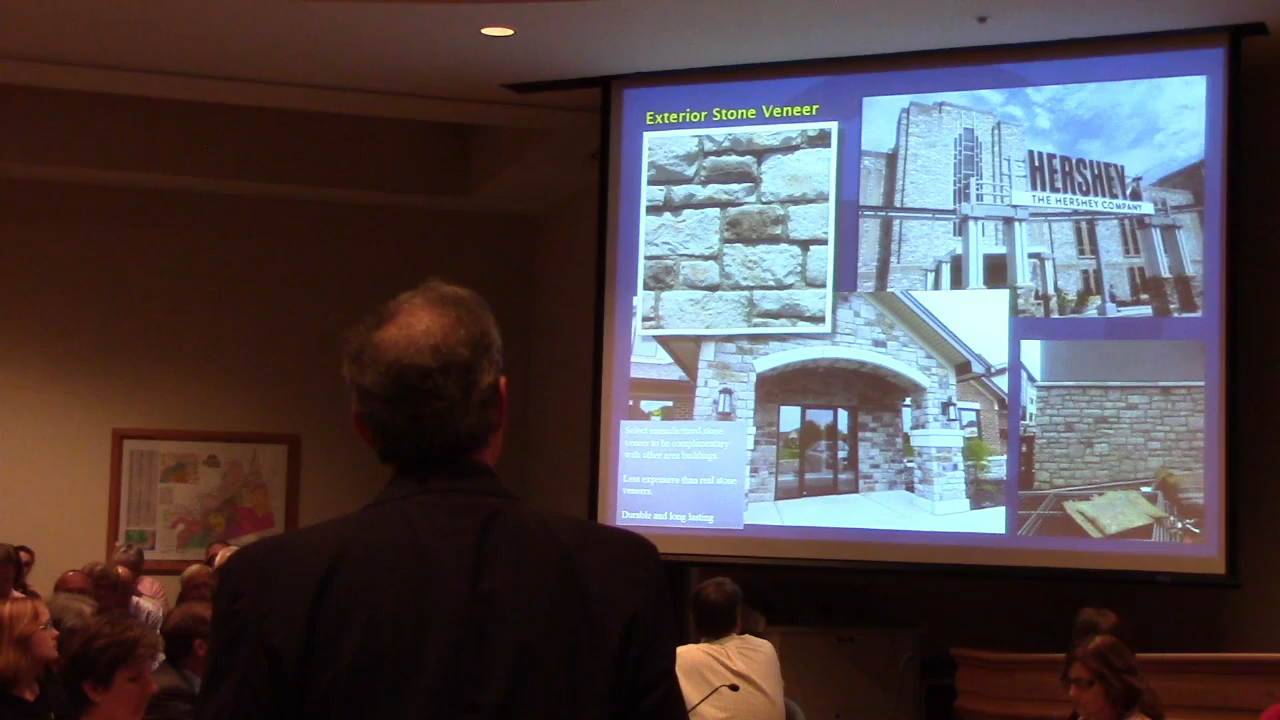 Exterior Stone Veneer
HERSHEY
THE HERSHEY COMPANY
Select manufactured stone
veneer to be complimentary
with other area buildings.
Less expensive than real stone
veneers.
Durable and long lasting